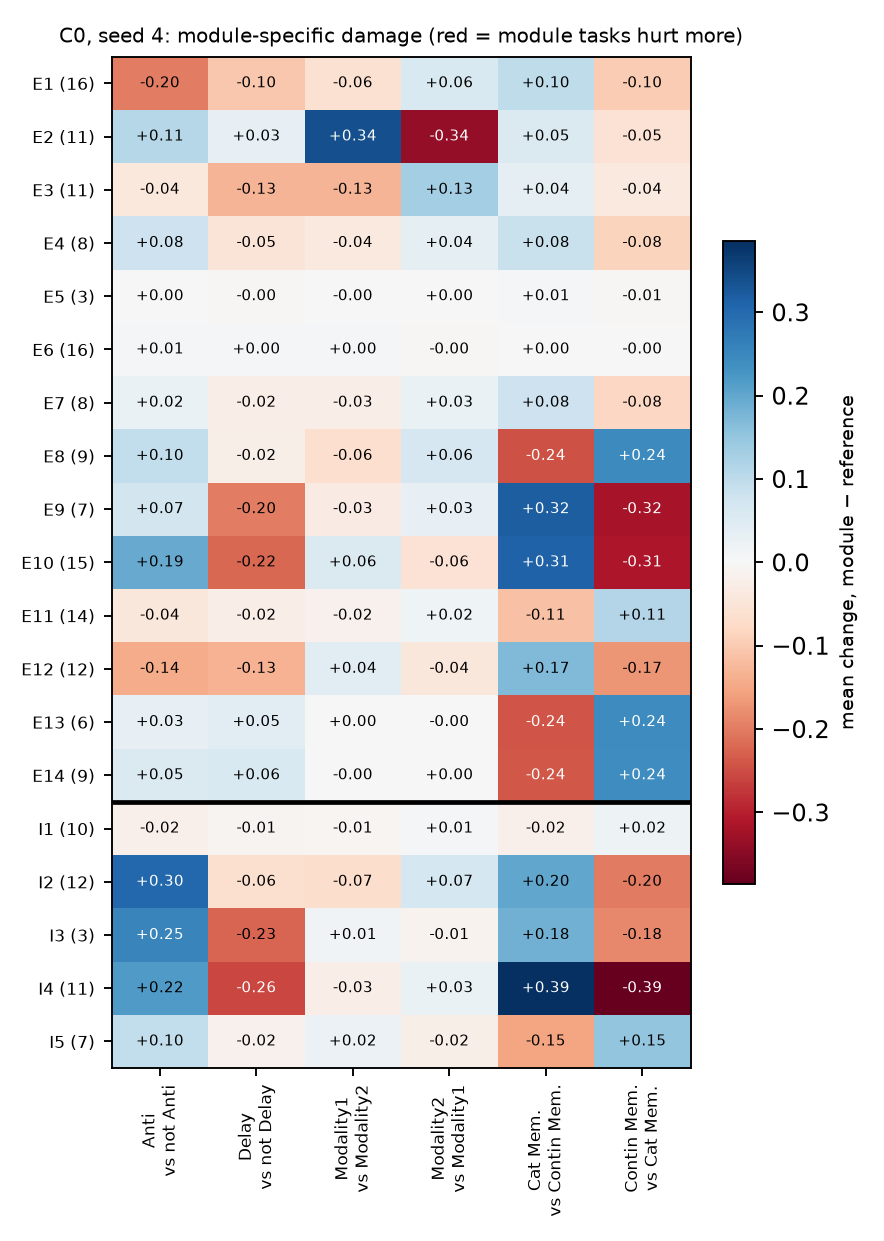 C0, seed 4: module-specific damage (red = module tasks hurt more)
E1 (16) -0.20 -0.10 -0.06 +0.06 +0.10 -0.10
E2 (11) +0.11 +0.03 +0.34 -0.34 +0.05 -0.05
E3 (11) -0.04 -0.13 -0.13 +0.13 +0.04 -0.04
E4 (8) +0.08 -0.05 -0.04 +0.04 +0.08 -0.08
E5 (3) +0.00 -0.00 -0.00 +0.00 +0.01 -0.01
E6 (16) +0.01 +0.00 +0.00 -0.00 +0.00 -0.00
E7 (8) +0.02 -0.02 -0.03 +0.03 +0.08 -0.08
E8 (9) +0.10 -0.02 -0.06 +0.06 -0.24 +0.24
E9 (7) +0.07 -0.20 -0.03 +0.03 +0.32 -0.32
E10 (15) +0.19 -0.22 +0.06 -0.06 +0.31 -0.31
E11 (14) -0.04 -0.02 -0.02 +0.02 -0.11 +0.11
E12 (12) -0.14 -0.13 +0.04 -0.04 +0.17 -0.17
E13 (6) +0.03 +0.05 +0.00 -0.00 -0.24 +0.24
E14 (9) +0.05 +0.06 -0.00 +0.00 -0.24 +0.24
I1 (10) -0.02 -0.01 -0.01 +0.01 -0.02 +0.02
I2 (12) +0.30 -0.06 -0.07 +0.07 +0.20 -0.20
I3 (3) +0.25 -0.23 +0.01 -0.01 +0.18 -0.18
I4 (11) +0.22 -0.26 -0.03 +0.03 +0.39 -0.39
I5 (7) +0.10 -0.02 +0.02 -0.02 -0.15 +0.15
Anti
vs not Anti
Delay
vs not Delay
Modality1
vs Modality2
Modality2
vs Modality1
Cat Mem.
vs Contin Mem.
Contin Mem.
vs Cat Mem.
0.3
0.2
0.1
0.0
−0.1
−0.2
−0.3
mean change, module − reference